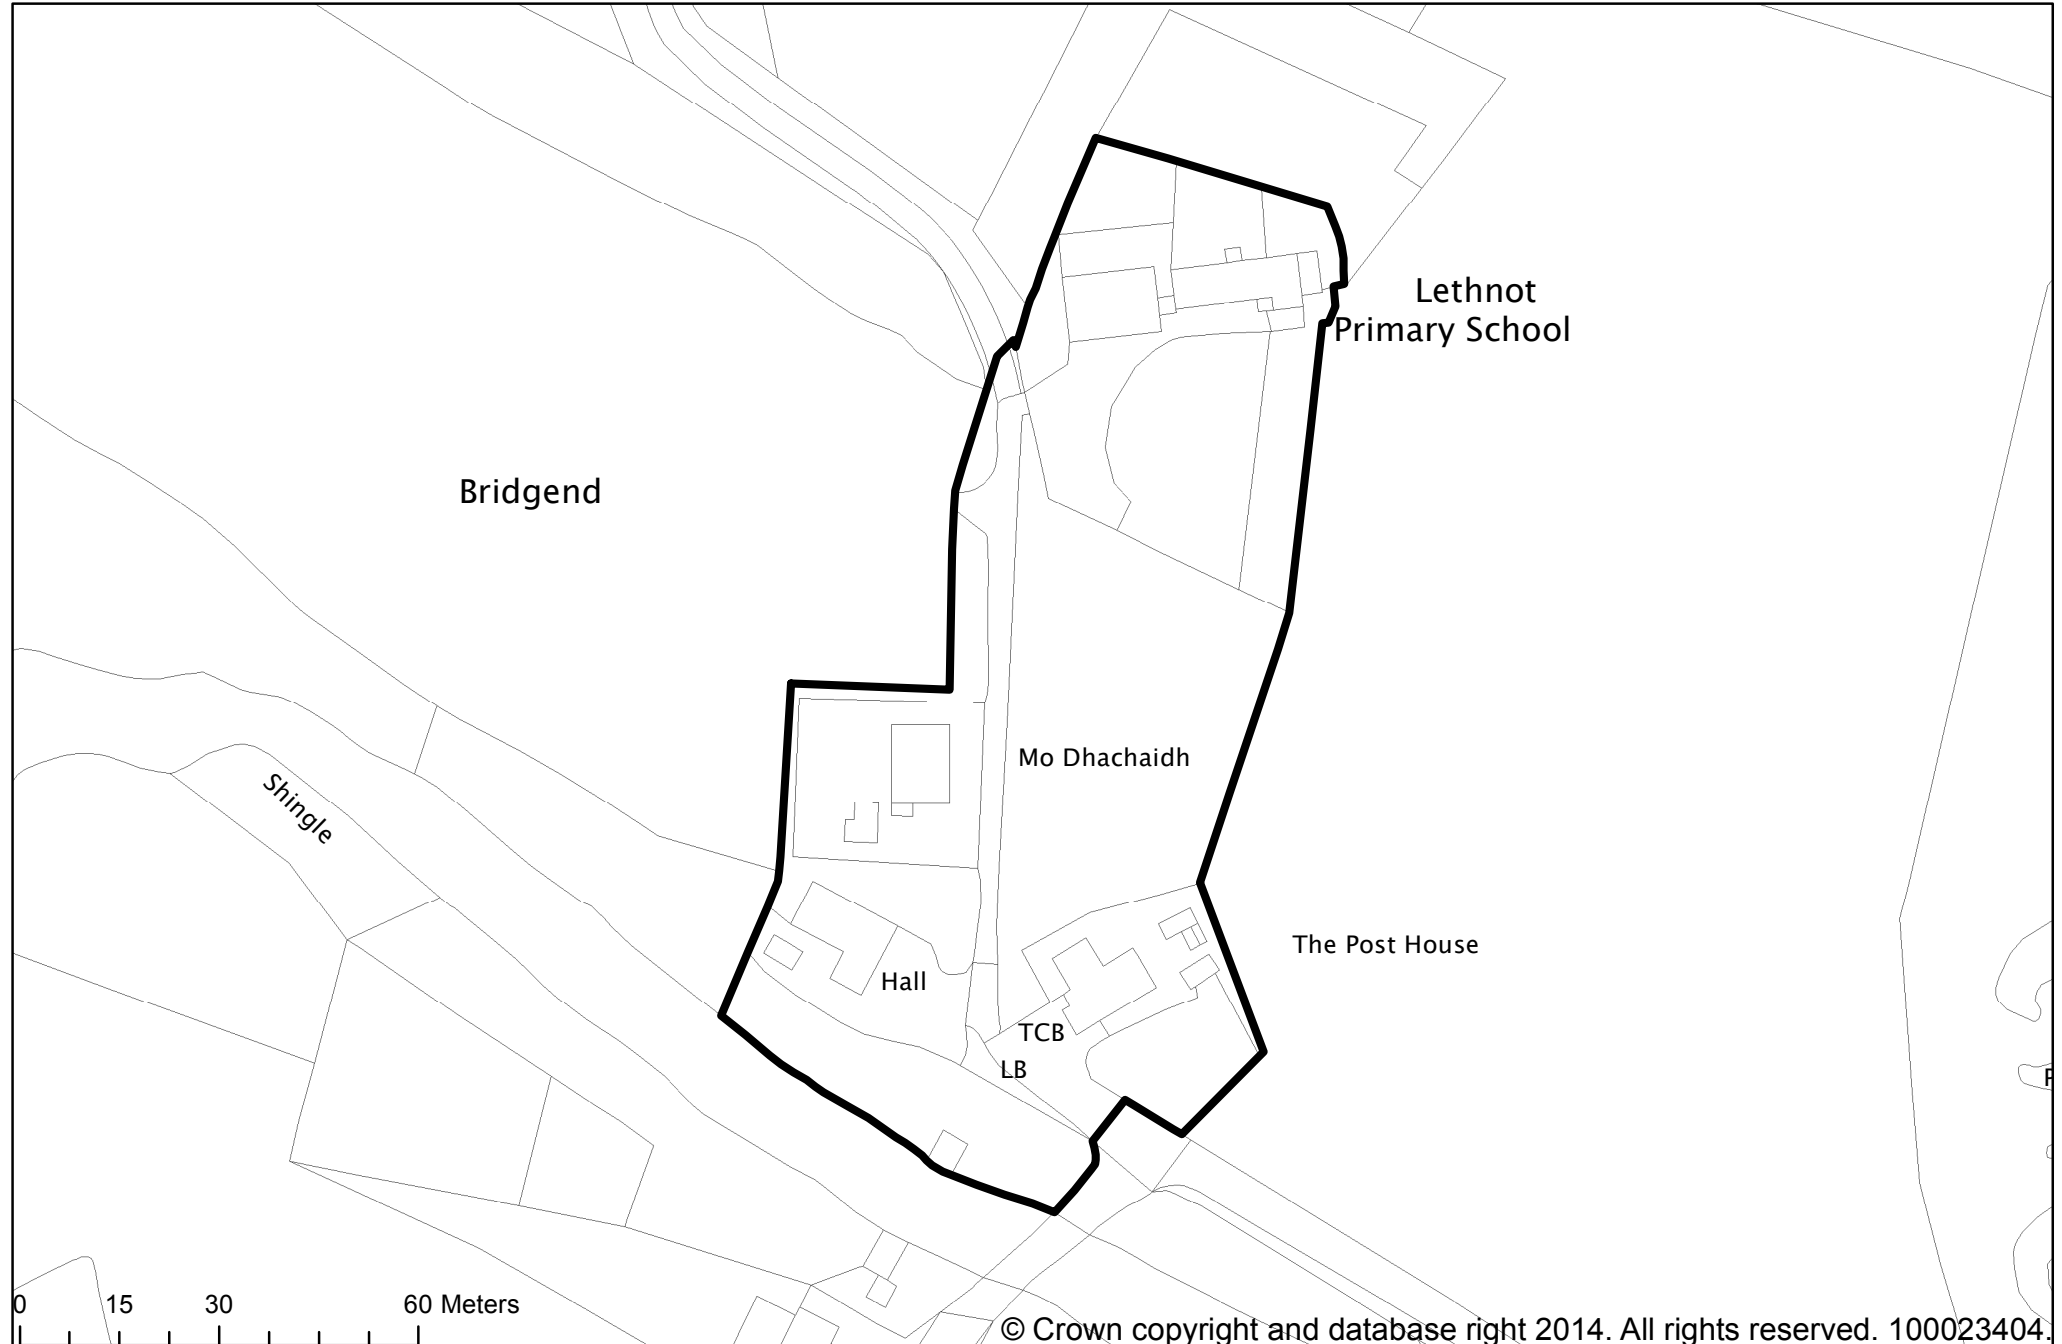 Lethnot
Primary School
Bridgend
Mo Dhachaidh
Shingle
The Post House
Hall
TCB
LB
0 15 30 60 Meters
© Crown copyright and database right 2014. All rights reserved. 100023404.